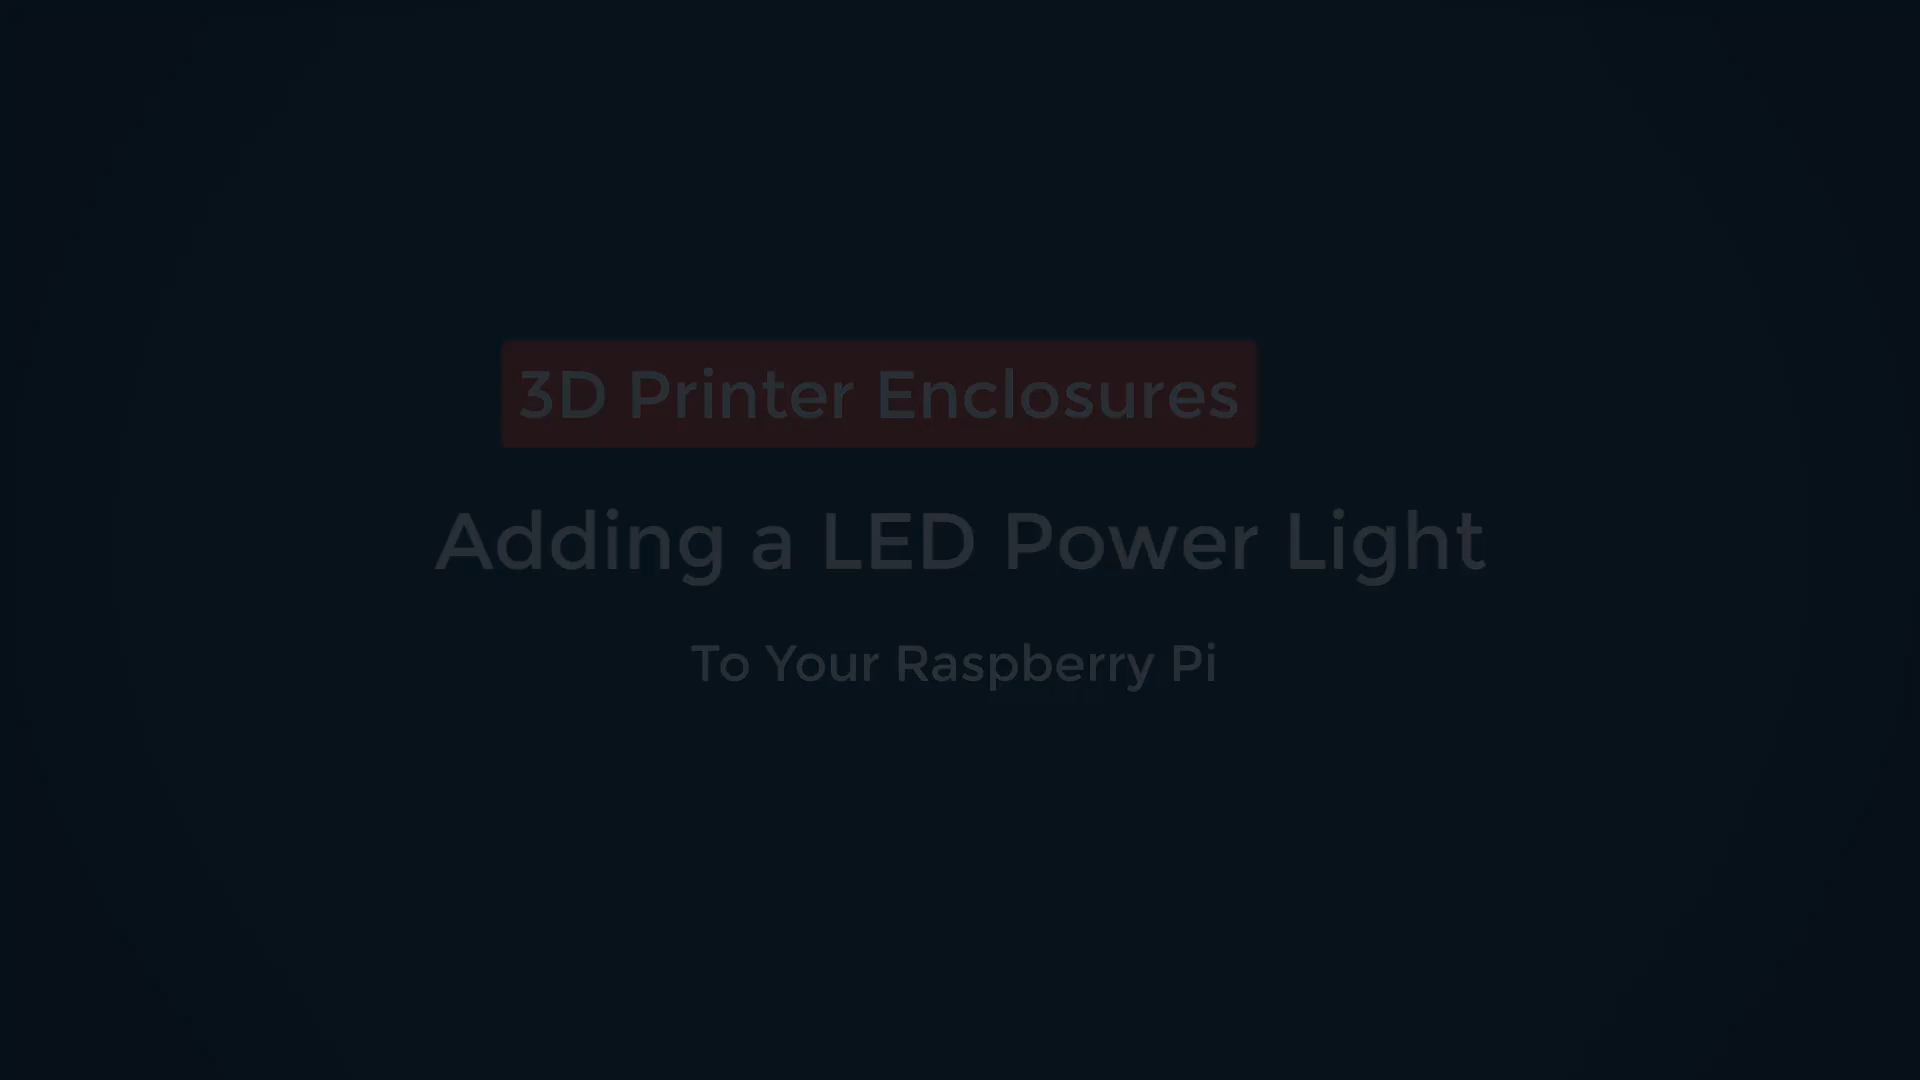 3D Printer Enclosures
Adding a LED Power Light
To Your Raspberry Pi